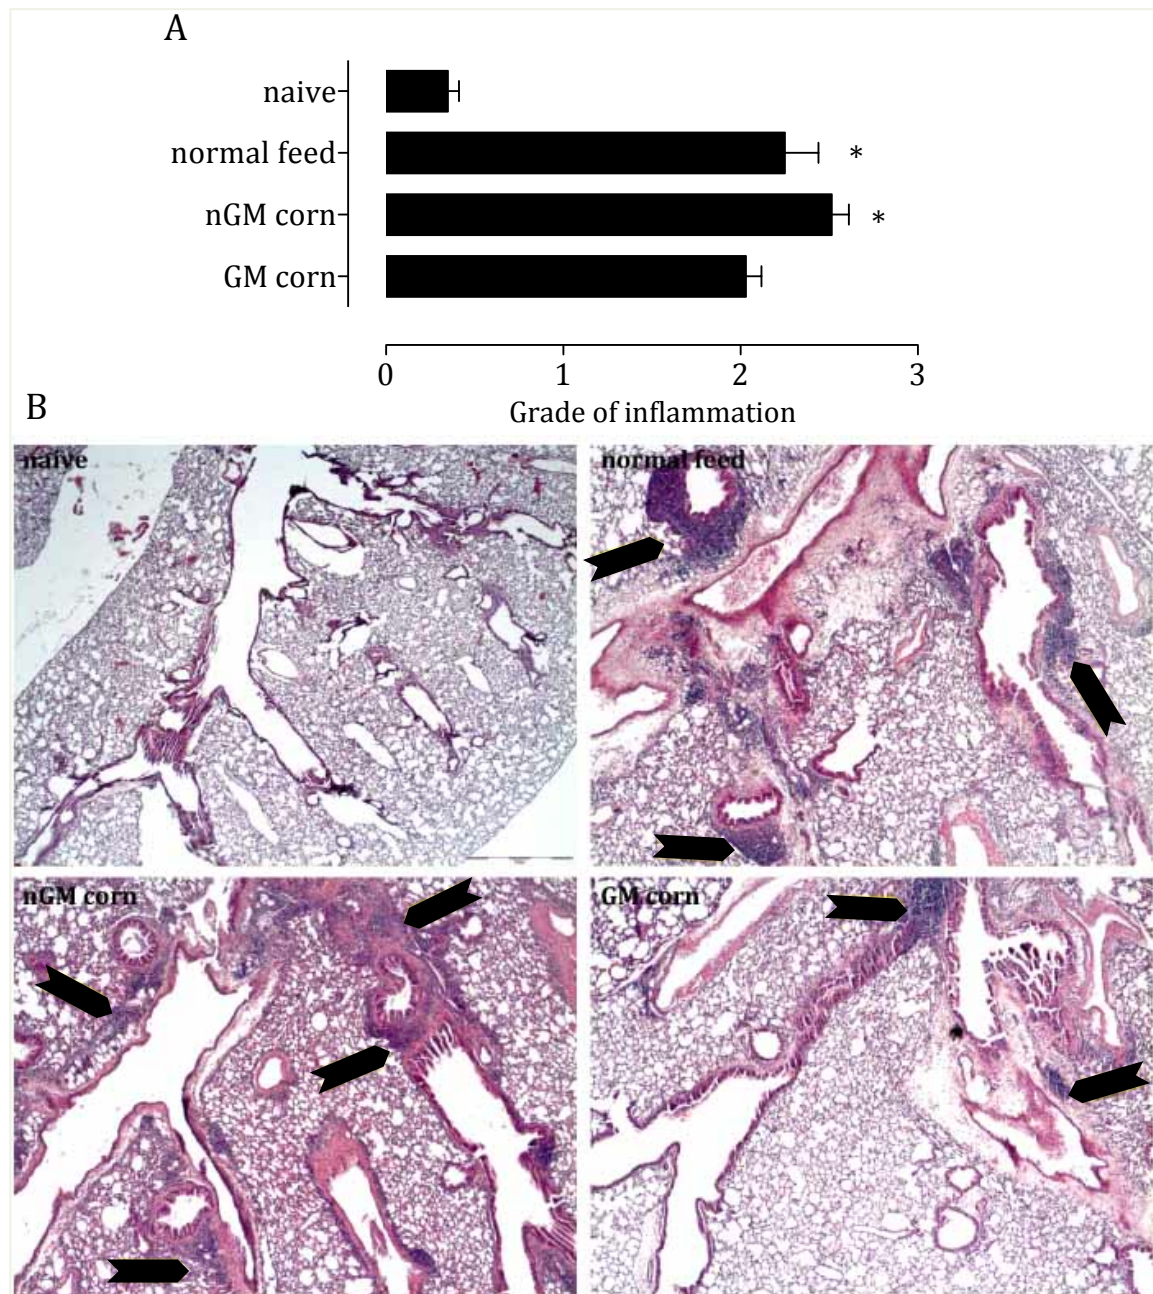 A
naive
normal feed *
nGM corn *
GM corn
0 1 2 3
Grade of inflammation
B
naive
normal feed
nGM corn
GM corn